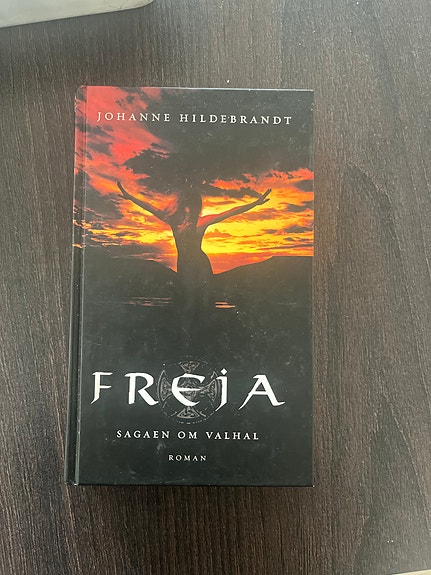 JOHANNE HILDEBRANDT
FREJA
SAGAEN OM VALHAL
ROMAN